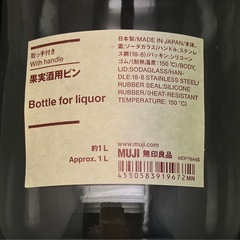 取っ手付き
With handle
果実酒用ビン
Bottle for liquor
約1L
Approx. 1L
(20)/MADE IN JAPAN/本体、
蓋:ソーダガラス/ハンドル:ステンレ
ス鋼(18-8)/パッキン:シリコーン
ゴム/(耐熱温度:150℃)/BODY,
LID:SODAGLASS/HAN-
DLE:18-8 STAINLESS STEEL/
RUBBER SEAL:SILICONE
RUBBER/(HEAT-RESISTANT
TEMPERATURE: 150℃)
www.muji.com
MUJI 無印良品
4550583919672